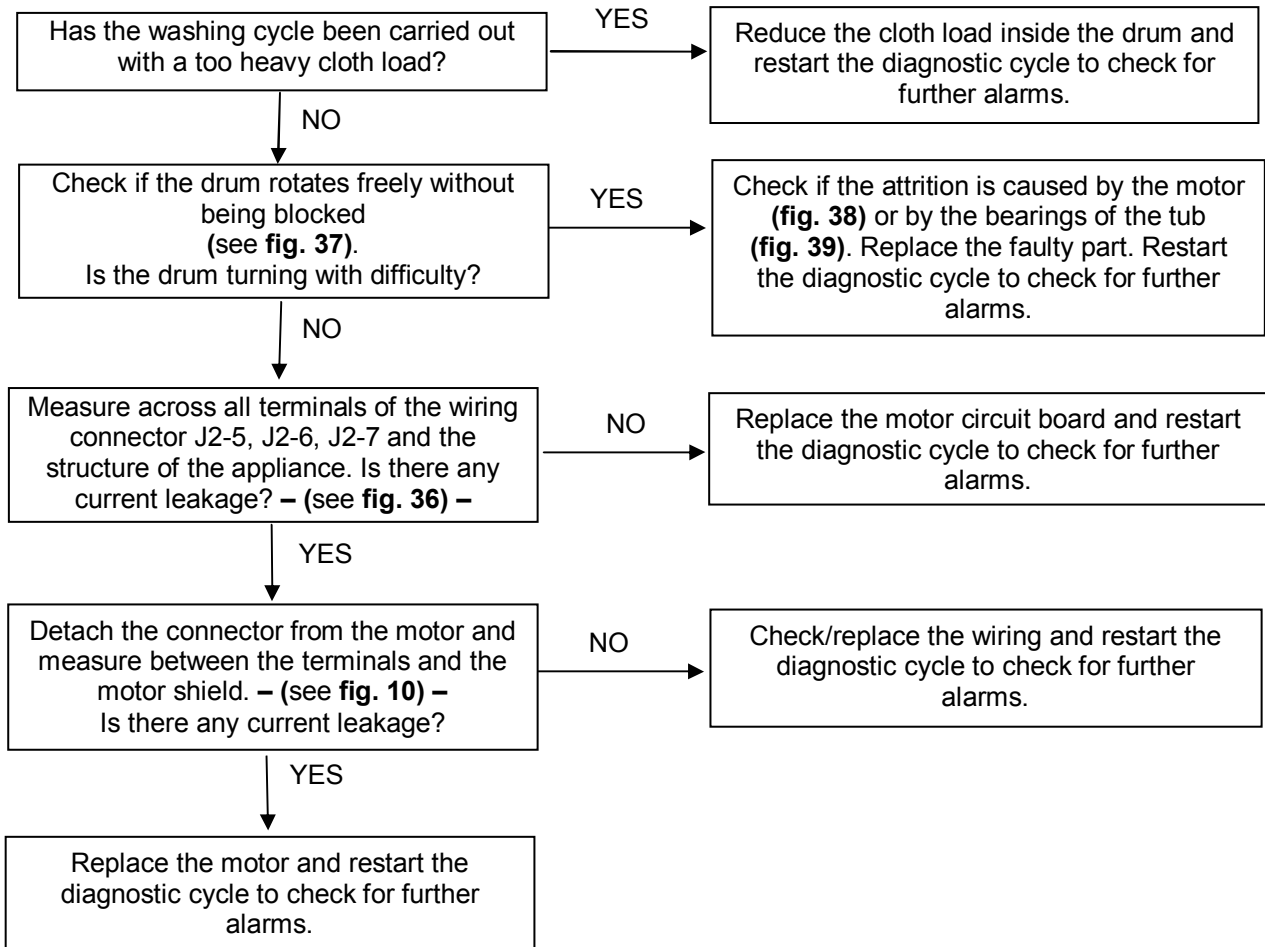 Has the washing cycle been carried out
with a too heavy cloth load?
YES
Reduce the cloth load inside the drum and
restart the diagnostic cycle to check for
further alarms.
NO
Check if the drum rotates freely without
being blocked
(see fig. 37).
Is the drum turning with difficulty?
YES
Check if the attrition is caused by the motor
(fig. 38) or by the bearings of the tub
(fig. 39). Replace the faulty part. Restart
the diagnostic cycle to check for further
alarms.
NO
Measure across all terminals of the wiring
connector J2-5, J2-6, J2-7 and the
structure of the appliance. Is there any
current leakage? – (see fig. 36) –
NO
Replace the motor circuit board and restart
the diagnostic cycle to check for further
alarms.
YES
Detach the connector from the motor and
measure between the terminals and the
motor shield. – (see fig. 10) –
Is there any current leakage?
NO
Check/replace the wiring and restart the
diagnostic cycle to check for further
alarms.
YES
Replace the motor and restart the
diagnostic cycle to check for further
alarms.